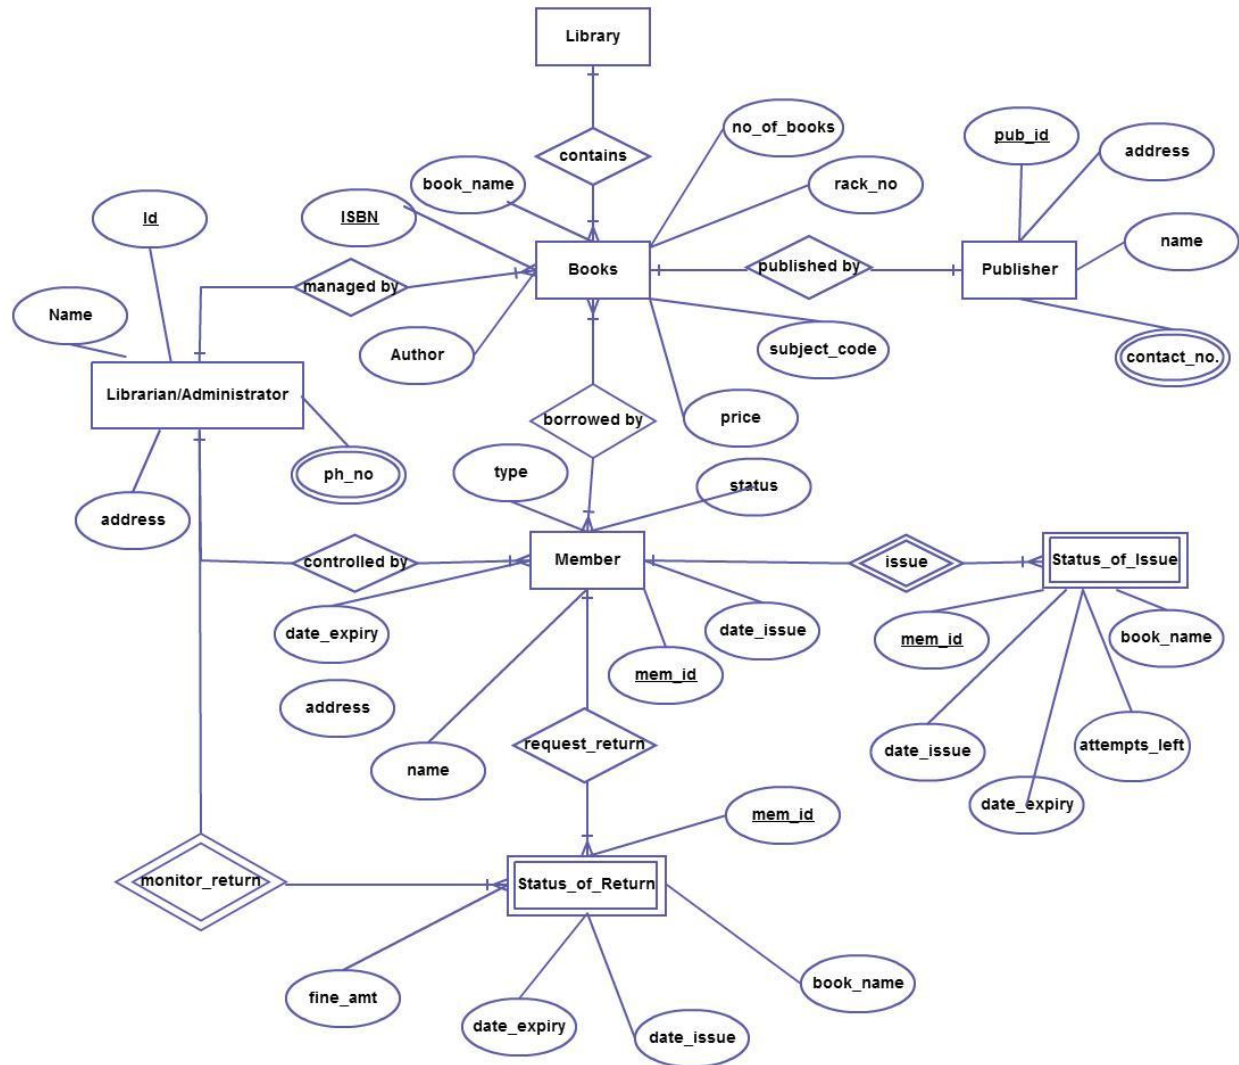 Library
no_of_books
pub_id
address
contains
book_name
rack_no
Id
ISBN
name
managed by
Books
published by
Publisher
Name
Author
subject_code
contact_no.
Librarian/Administrator
borrowed by
price
type
status
ph_no
address
controlled by
Member
issue
Status_of_Issue
date_expiry
date_issue
mem_id
book_name
mem_id
address
request_return
date_issue
attempts_left
name
date_expiry
mem_id
monitor_return
Status_of_Return
fine_amt
book_name
date_expiry
date_issue